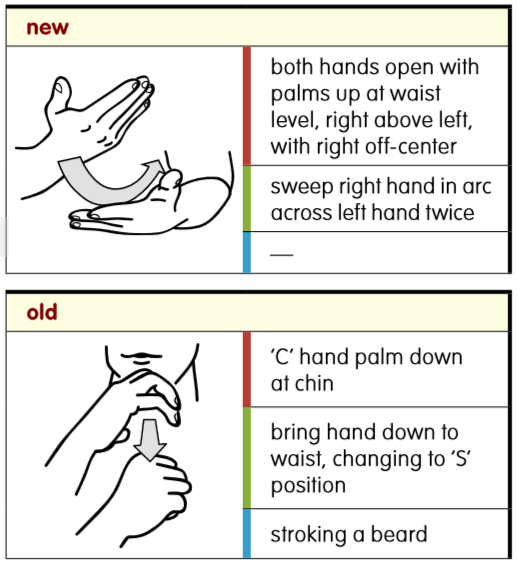 new
both hands open with
palms up at waist
level, right above left,
with right off-center
sweep right hand in arc
across left hand twice
—
old
‘C’ hand palm down
at chin
bring hand down to
waist, changing to ‘S’
position
stroking a beard